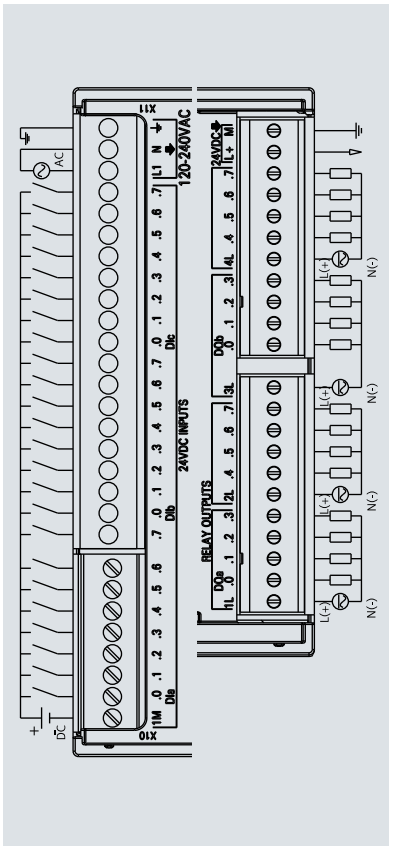 + DC AC
X10 X11
1M .0 .1 .2 .3 .4 .5 .6 .7 .0 .1 .2 .3 .4 .5 .6 .7 .0 .1 .2 .3 .4 .5 .6 .7 L1 N
DIa DIb DIc
24VDC INPUTS 120-240VAC
RELAY OUTPUTS
DQa DQb 24VDC
1L .0 .1 .2 .3 2L .4 .5 .6 .7 3L .0 .1 .2 .3 4L .4 .5 .6 .7 L+ M
L(+) L(+) L(+) L(+)
N(-) N(-) N(-) N(-)